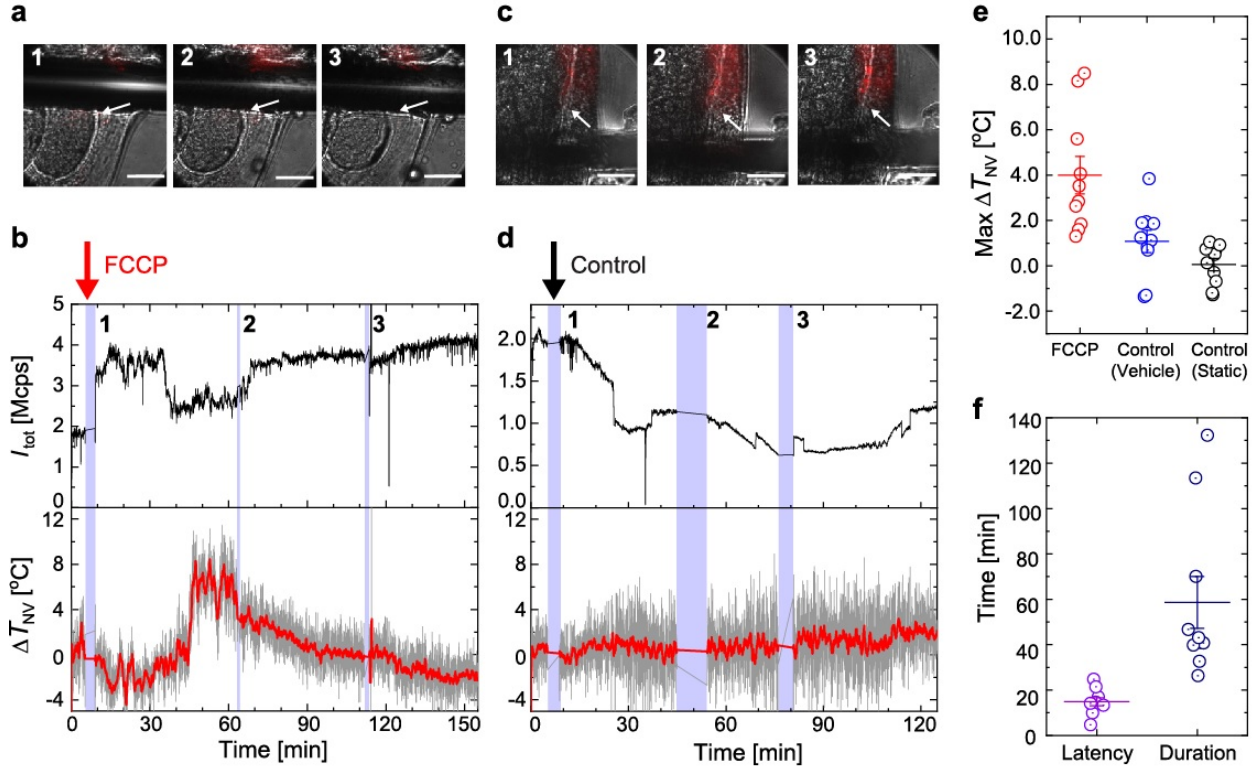 a
1
2
3
c
1
2
3
e
Max ΔT_NV [ºC]
10.0
8.0
6.0
4.0
2.0
0.0
-2.0
FCCP
Control
(Vehicle)
Control
(Static)
b
FCCP
I_tot [Mcps]
5
4
3
2
1
0
1
2
3
ΔT_NV [ºC]
12
8
4
0
-4
0
30
60
90
120
150
Time [min]
d
Control
2.0
1.5
1.0
0.5
0.0
1
2
3
12
8
4
0
-4
0
30
60
90
120
Time [min]
f
Time [min]
140
120
100
80
60
40
20
0
Latency
Duration